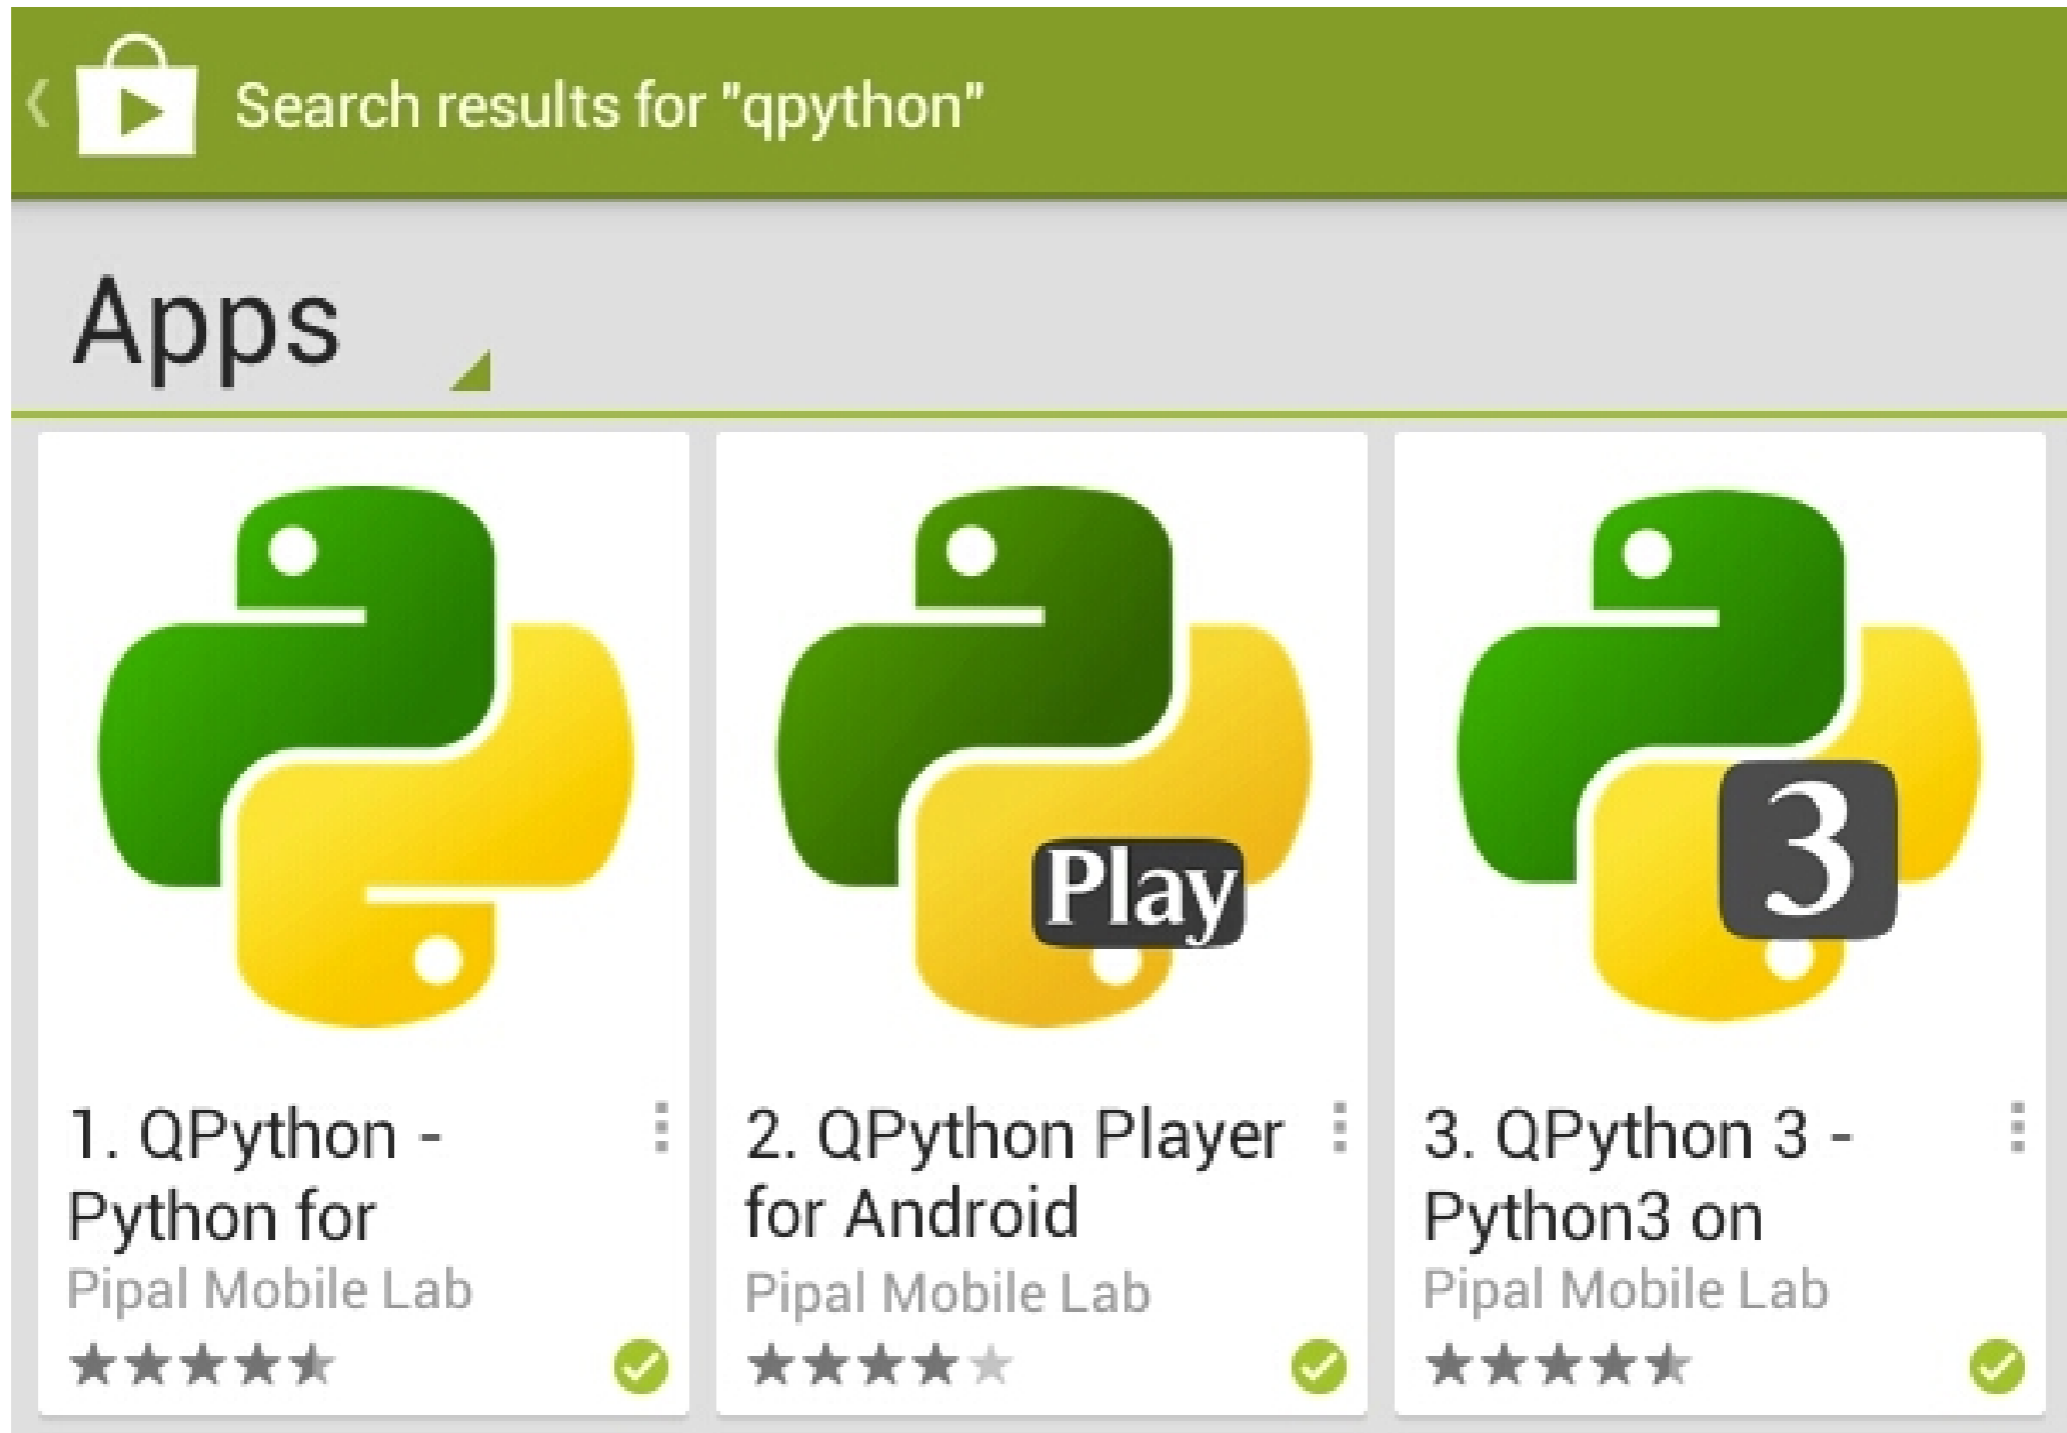 Search results for "qpython"
Apps
Play
3
1. QPython -
Python for
Pipal Mobile Lab
2. QPython Player
for Android
Pipal Mobile Lab
3. QPython 3 -
Python3 on
Pipal Mobile Lab